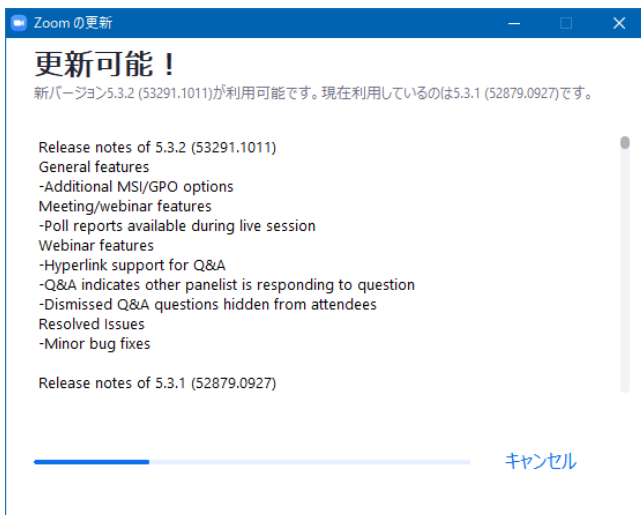 Zoom の更新
更新可能！
新バージョン5.3.2 (53291.1011)が利用可能です。現在利用しているのは5.3.1 (52879.0927)です。
Release notes of 5.3.2 (53291.1011)
General features
-Additional MSI/GPO options
Meeting/webinar features
-Poll reports available during live session
Webinar features
-Hyperlink support for Q&A
-Q&A indicates other panelist is responding to question
-Dismissed Q&A questions hidden from attendees
Resolved Issues
-Minor bug fixes
Release notes of 5.3.1 (52879.0927)
キャンセル